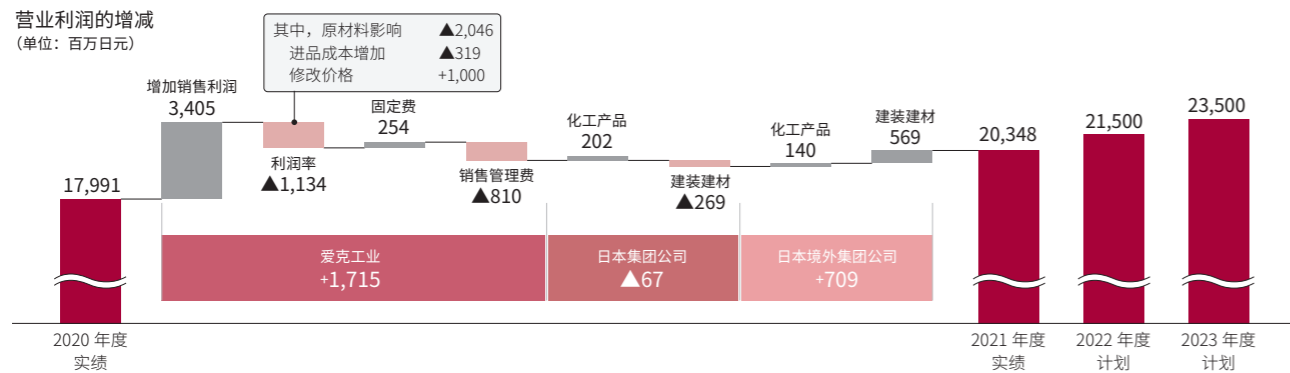 营业利润的增减
（单位：百万日元）
其中，原材料影响 ▲2,046
进品成本增加 ▲319
修改价格 +1,000
17,991
增加销售利润
3,405
利润率
▲1,134
固定费
254
销售管理费
▲810
化工产品
202
建装建材
▲269
化工产品
140
建装建材
569
20,348
21,500
23,500
爱克工业
+1,715
日本集团公司
▲67
日本境外集团公司
+709
2020 年度
实绩
2021 年度
实绩
2022 年度
计划
2023 年度
计划